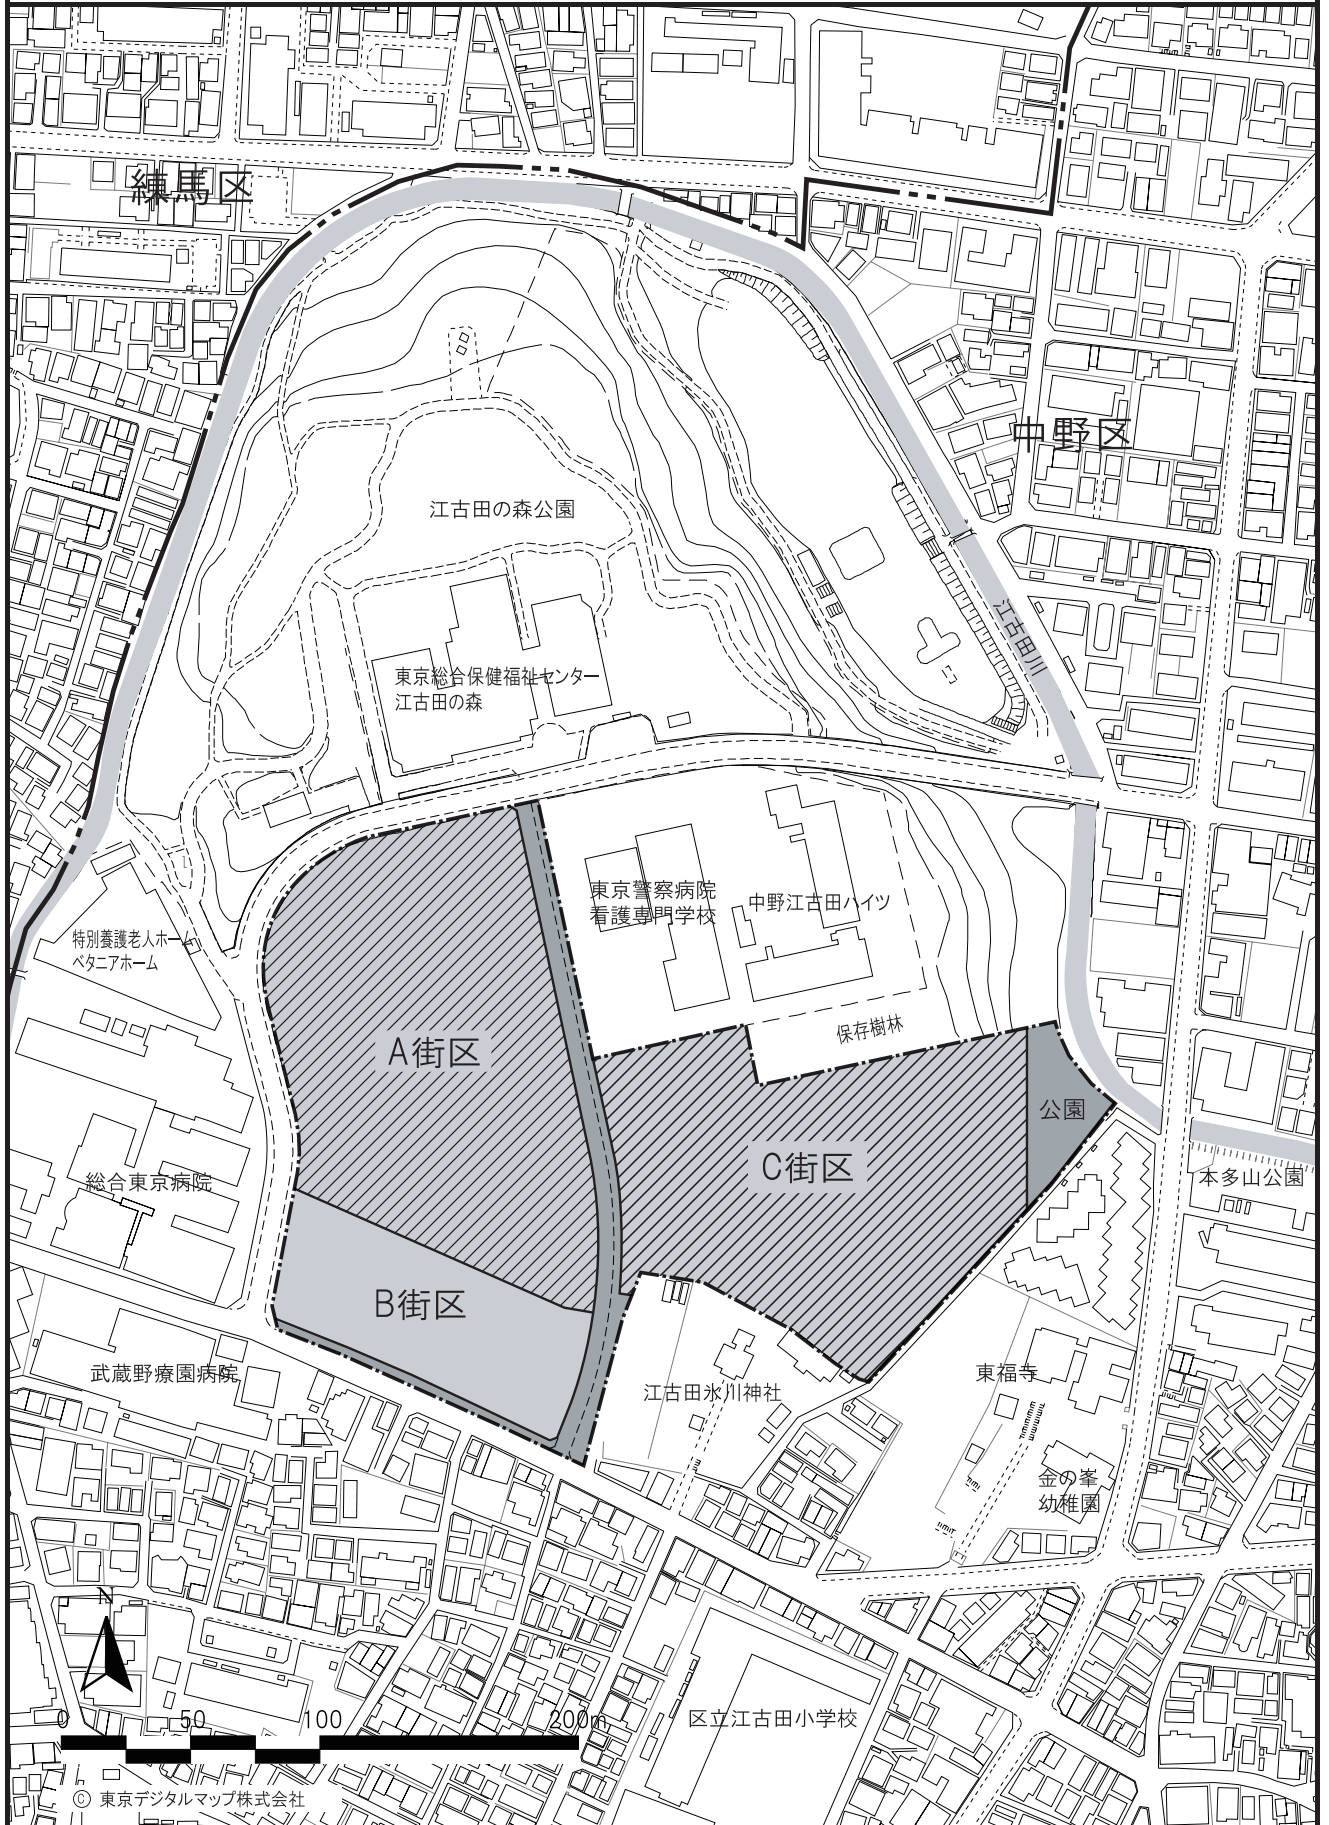 練馬区
中野区
江古田の森公園
江古田川
東京総合保健福祉センター
江古田の森
東京警察病院
看護専門学校
中野江古田ハイツ
特別養護老人ホーム
ベタニアホーム
保存樹林
A街区
公園
C街区
本多山公園
総合東京病院
B街区
武蔵野療園病院
江古田氷川神社
東福寺
金の峯
幼稚園
N
区立江古田小学校
0 50 100 200m
© 東京デジタルマップ株式会社